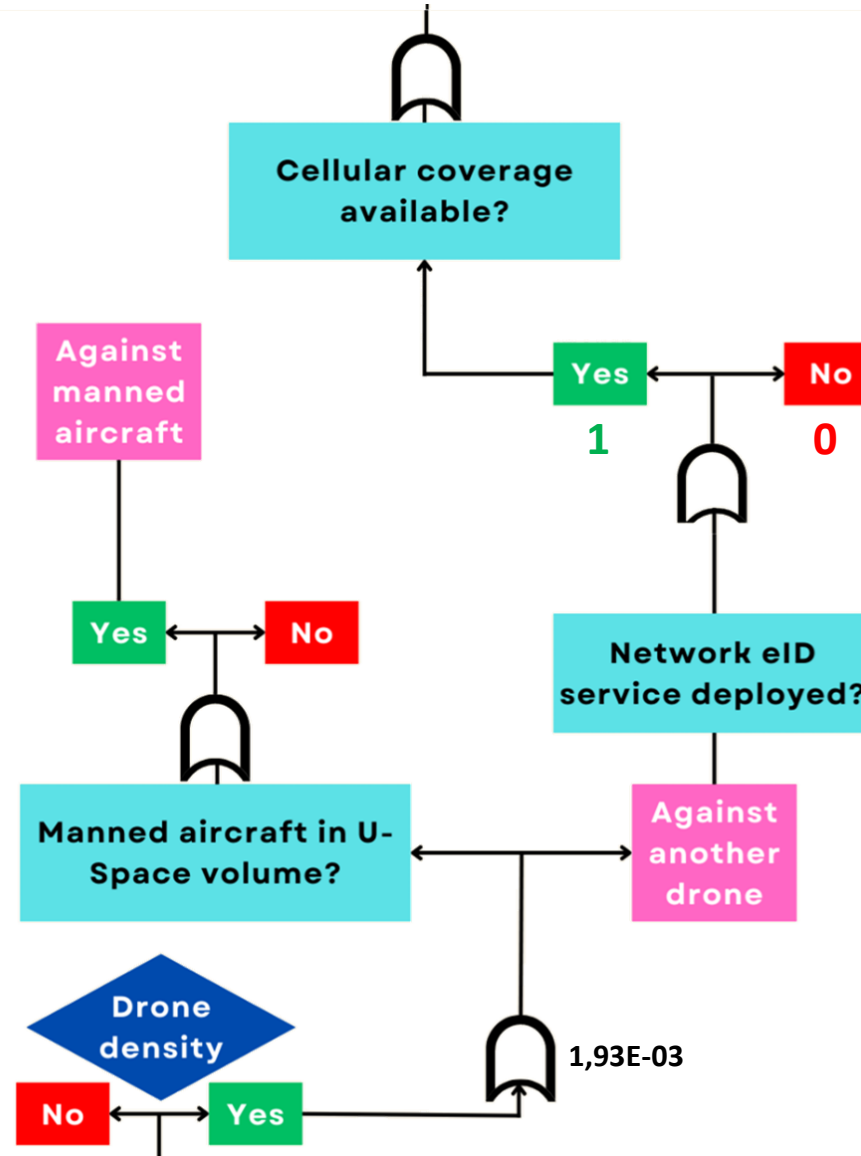 Cellular coverage
available?
Against
manned
aircraft
Yes
No
1
0
Yes
No
Network eID
service deployed?
Manned aircraft in U-
Space volume?
Against
another
drone
Drone
density
1,93E-03
No
Yes